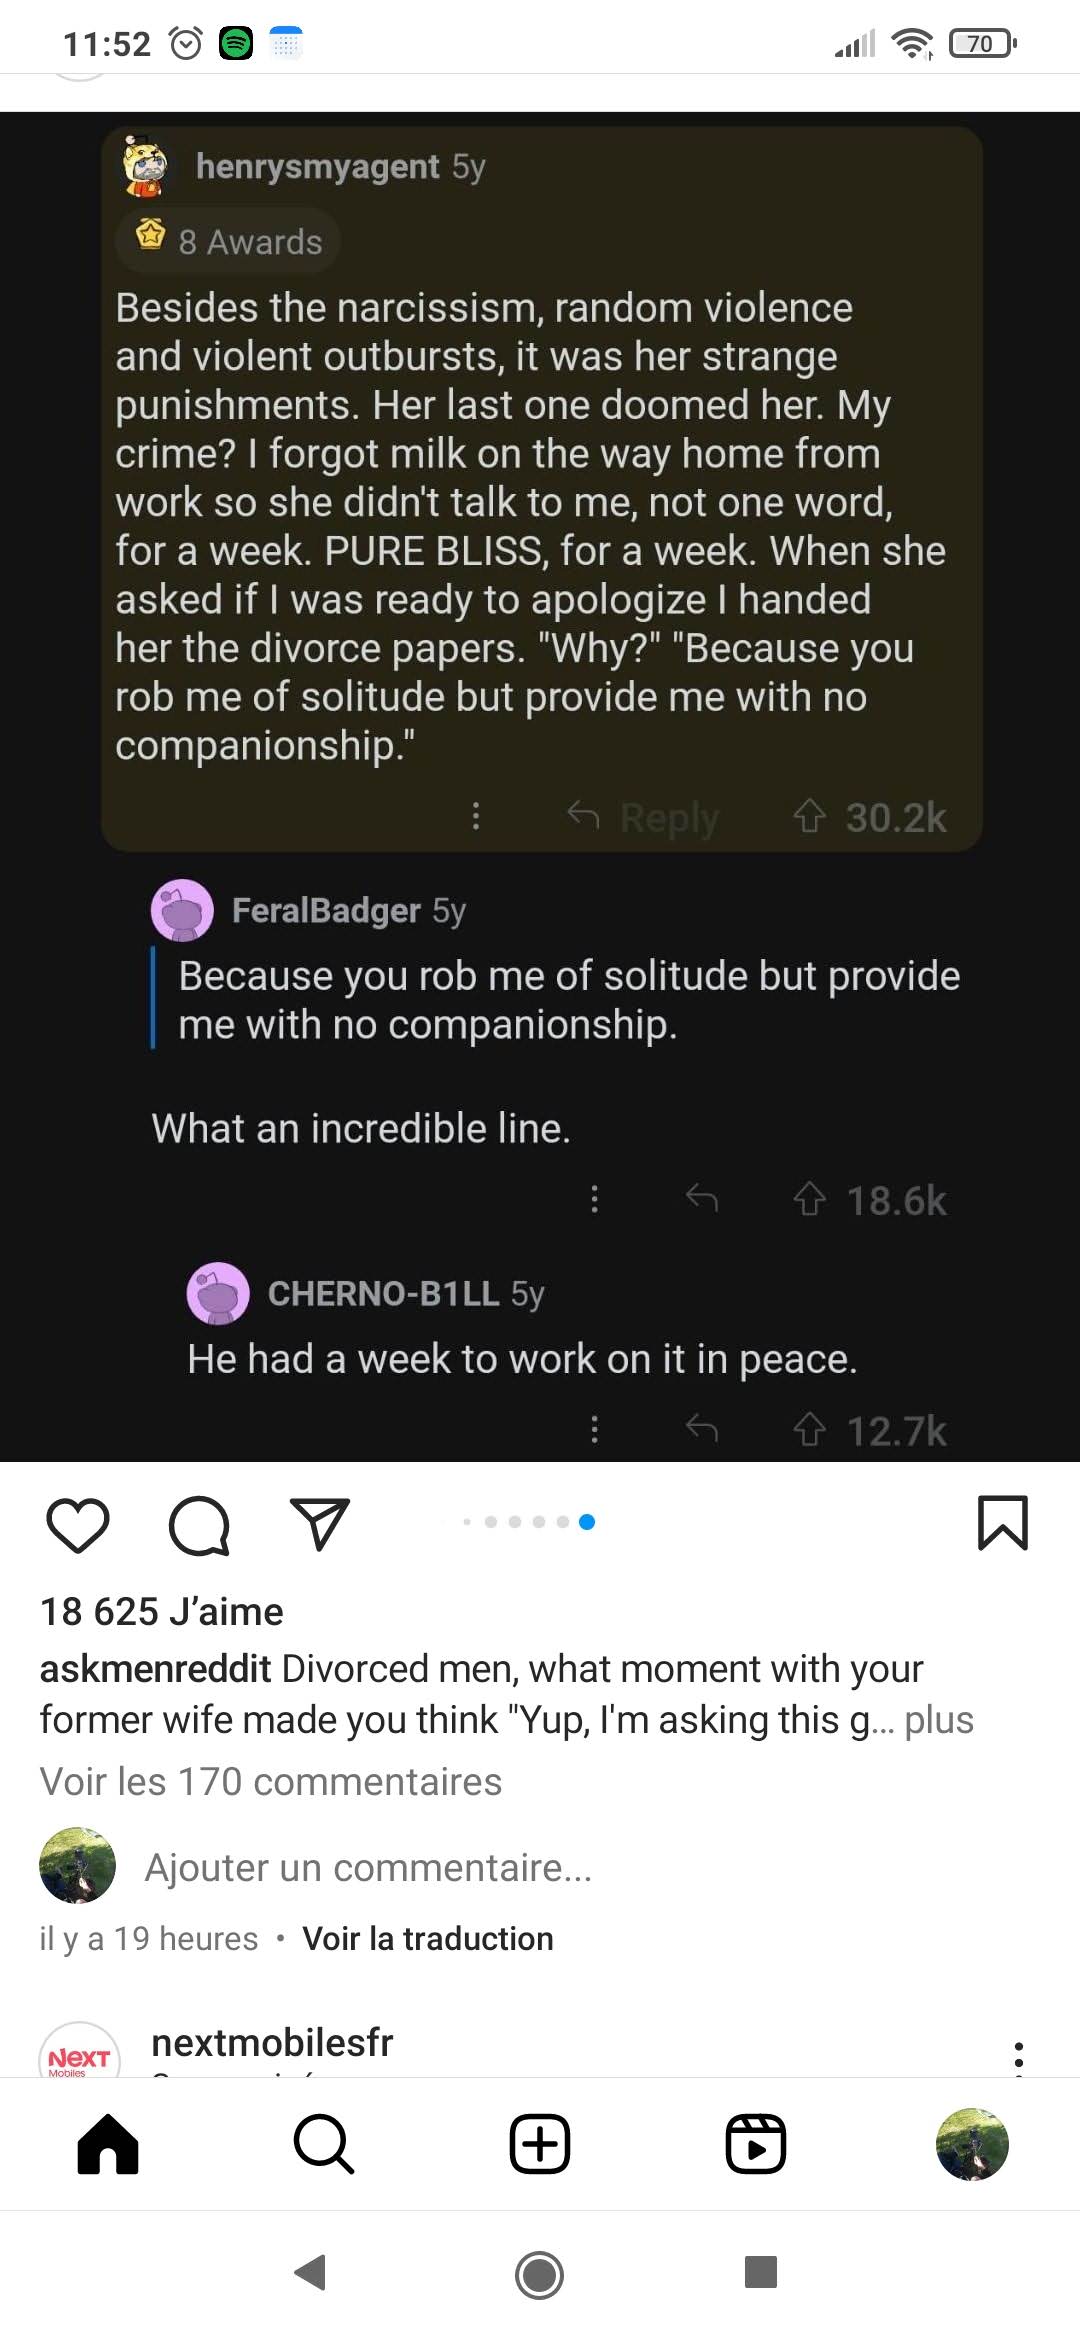 11:52
70
henrysmyagent 5y
8 Awards
Besides the narcissism, random violence
and violent outbursts, it was her strange
punishments. Her last one doomed her. My
crime? I forgot milk on the way home from
work so she didn't talk to me, not one word,
for a week. PURE BLISS, for a week. When she
asked if I was ready to apologize I handed
her the divorce papers. "Why?" "Because you
rob me of solitude but provide me with no
companionship."
Reply 30.2k
FeralBadger 5y
Because you rob me of solitude but provide
me with no companionship.
What an incredible line.
18.6k
CHERNO-B1LL 5y
He had a week to work on it in peace.
12.7k
18 625 J’aime
askmenreddit Divorced men, what moment with your
former wife made you think "Yup, I'm asking this g... plus
Voir les 170 commentaires
Ajouter un commentaire...
il y a 19 heures • Voir la traduction
NEXT
Mobiles
nextmobilesfr